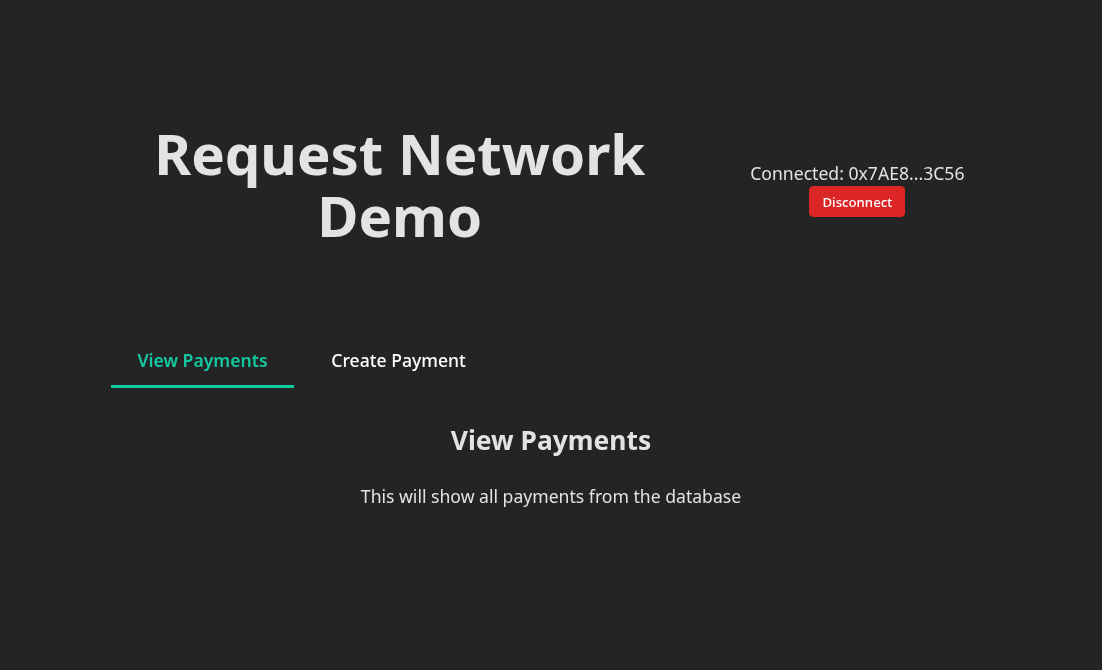 Request Network
Demo
Connected: 0x7AE8...3C56
Disconnect
View Payments
Create Payment
View Payments
This will show all payments from the database